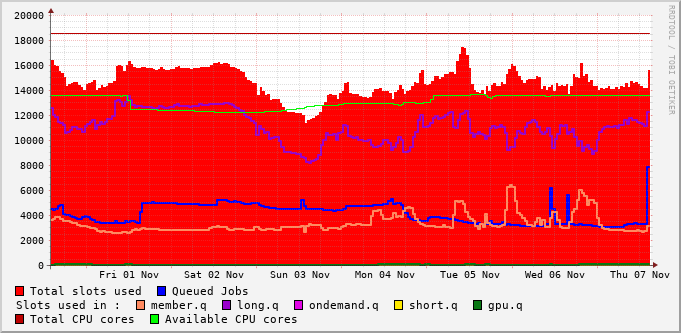 20000
18000
16000
14000
12000
10000
8000
6000
4000
2000
0
Fri 01 Nov Sat 02 Nov Sun 03 Nov Mon 04 Nov Tue 05 Nov Wed 06 Nov Thu 07 Nov
Total slots used Queued Jobs
Slots used in : member.q long.q ondemand.q short.q gpu.q
Total CPU cores Available CPU cores
RRDTOOL / TOBI OETIKER